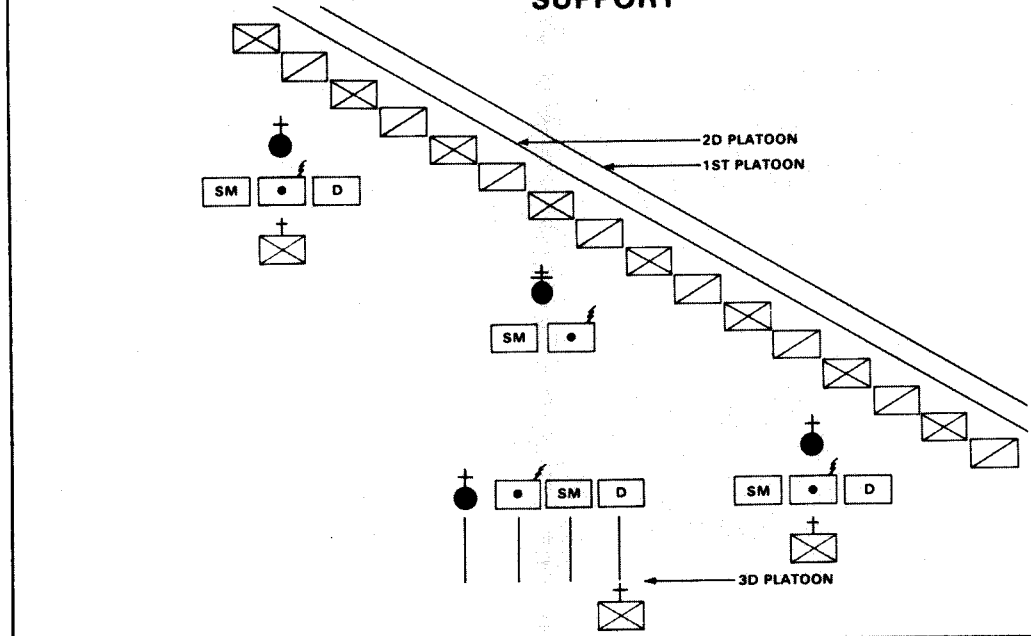 SUPPORT
2D PLATOON
1ST PLATOON
SM D
SM
SM D
SM D
3D PLATOON